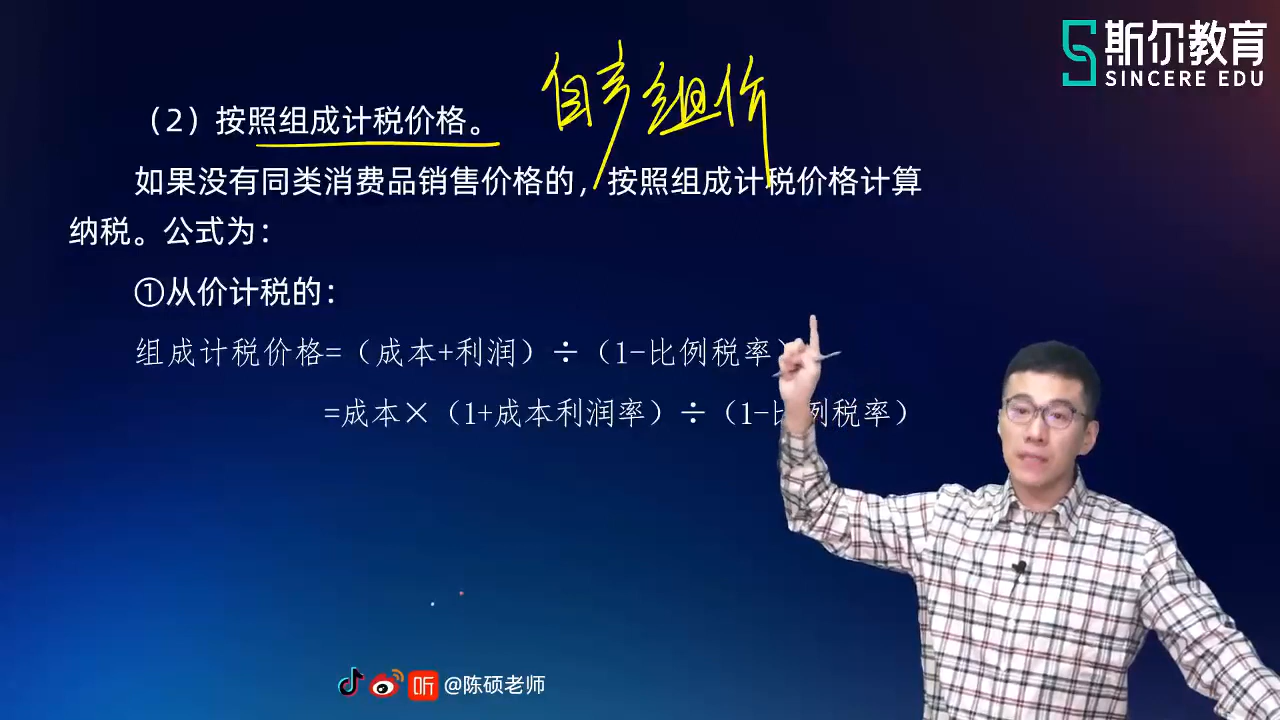 斯尔教育
SINCERE EDU
自产组价
（2）按照组成计税价格。
如果没有同类消费品销售价格的，按照组成计税价格计算
纳税。公式为：
①从价计税的：
组成计税价格=（成本+利润）÷（1-比例税率）
=成本×（1+成本利润率）÷（1-比例税率）
听 @陈硕老师